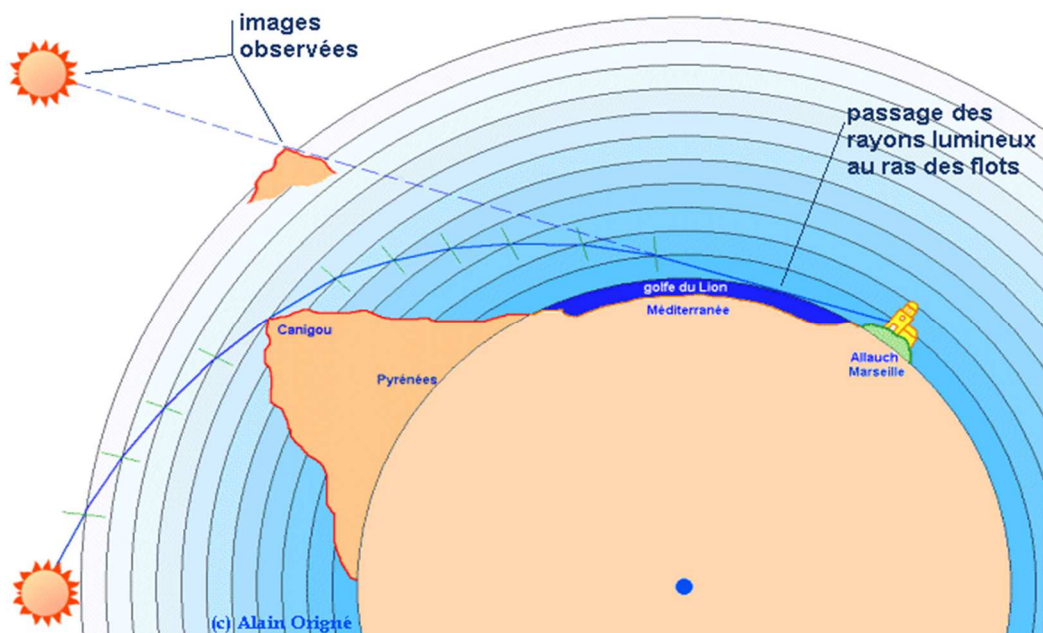 images
observées
passage des
rayons lumineux
au ras des flots
golfe du Lion
Méditerranée
Canigou
Pyrénées
Allauch
Marseille
(c) Alain Origné